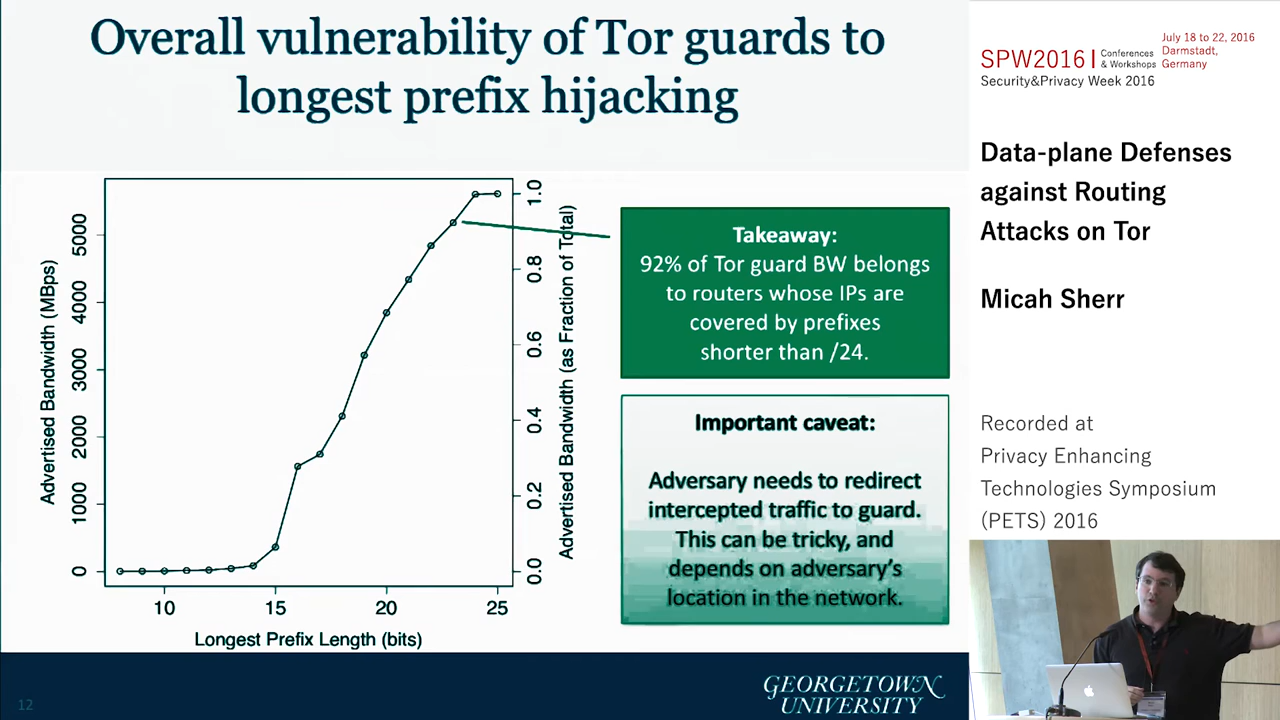 Overall vulnerability of Tor guards to
longest prefix hijacking
Advertised Bandwidth (MBps)
0
1000
2000
3000
4000
5000
10
15
20
25
Longest Prefix Length (bits)
0.0
0.2
0.4
0.6
0.8
1.0
Advertised Bandwidth (as Fraction of Total)
Takeaway:
92% of Tor guard BW belongs
to routers whose IPs are
covered by prefixes
shorter than /24.
Important caveat:
Adversary needs to redirect
intercepted traffic to guard.
This can be tricky, and
depends on adversary's
location in the network.
12
GEORGETOWN
UNIVERSITY
SPW2016 | Conferences
& Workshops
July 18 to 22, 2016
Darmstadt,
Germany
Security&Privacy Week 2016
Data-plane Defenses
against Routing
Attacks on Tor
Micah Sherr
Recorded at
Privacy Enhancing
Technologies Symposium
(PETS) 2016